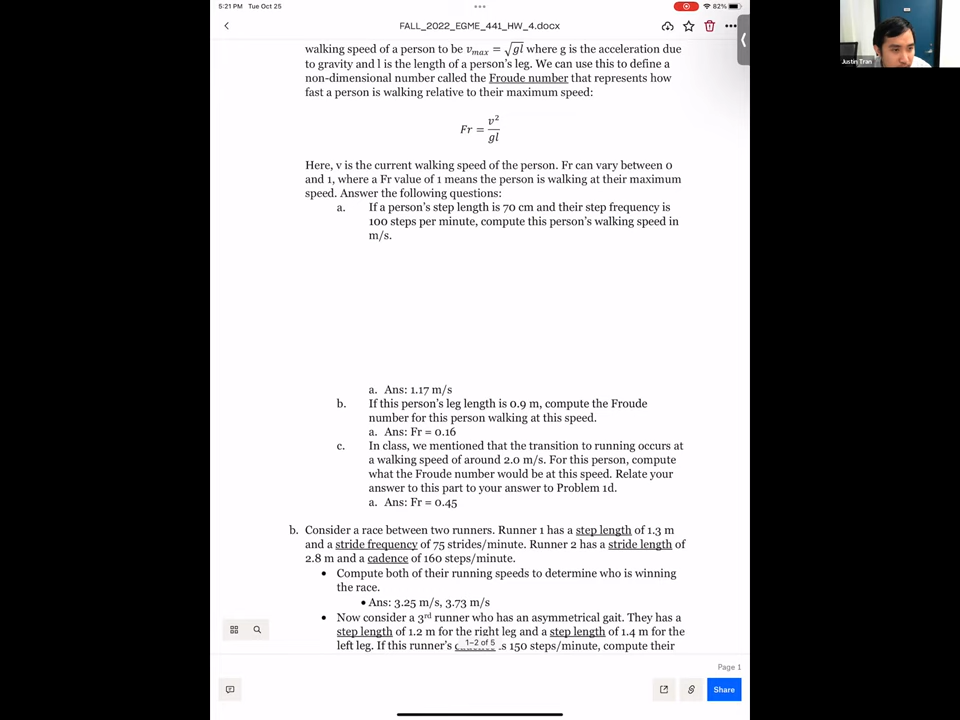 5:21 PM Tue Oct 25
82%
FALL_2022_EGME_441_HW_4.docx
Justin Tran
walking speed of a person to be v_max = √gl where g is the acceleration due
to gravity and l is the length of a person's leg. We can use this to define a
non-dimensional number called the Froude number that represents how
fast a person is walking relative to their maximum speed:
Fr = v²/gl
Here, v is the current walking speed of the person. Fr can vary between 0
and 1, where a Fr value of 1 means the person is walking at their maximum
speed. Answer the following questions:
a. If a person's step length is 70 cm and their step frequency is
100 steps per minute, compute this person's walking speed in
m/s.
a. Ans: 1.17 m/s
b. If this person's leg length is 0.9 m, compute the Froude
number for this person walking at this speed.
a. Ans: Fr = 0.16
c. In class, we mentioned that the transition to running occurs at
a walking speed of around 2.0 m/s. For this person, compute
what the Froude number would be at this speed. Relate your
answer to this part to your answer to Problem 1d.
a. Ans: Fr = 0.45
b. Consider a race between two runners. Runner 1 has a step length of 1.3 m
and a stride frequency of 75 strides/minute. Runner 2 has a stride length of
2.8 m and a cadence of 160 steps/minute.
• Compute both of their running speeds to determine who is winning
the race.
• Ans: 3.25 m/s, 3.73 m/s
• Now consider a 3rd runner who has an asymmetrical gait. They has a
step length of 1.2 m for the right leg and a step length of 1.4 m for the
left leg. If this runner's .s 150 steps/minute, compute their
1–2 of 5
Page 1
Share